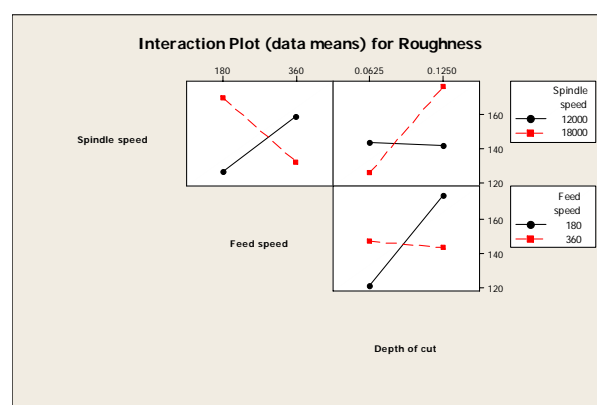 Interaction Plot (data means) for Roughness
180 360 0.0625 0.1250
Spindle speed
160
140
120
Spindle
speed
12000
18000
Feed speed
160
140
120
Feed
speed
180
360
Depth of cut